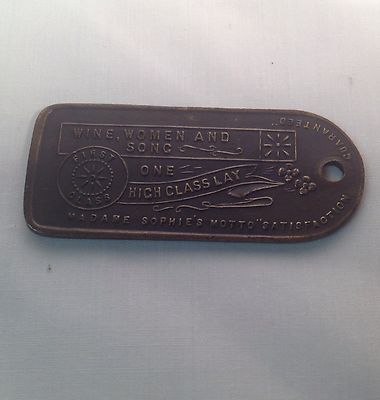 WINE, WOMEN AND
SONG
FIRST
CLASS
ONE
HIGH CLASS LAY
MADAME SOPHIE'S MOTTO "SATISFACTION
GUARANTEED"